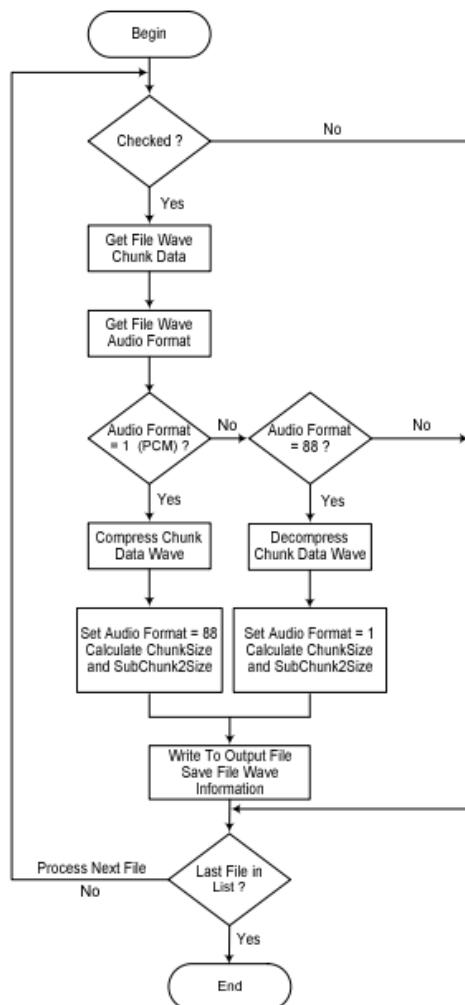 Begin
Checked ?
No
Yes
Get File Wave
Chunk Data
Get File Wave
Audio Format
Audio Format
= 1 (PCM) ?
No
Audio Format
= 88 ?
No
Yes
Yes
Compress Chunk
Data Wave
Decompress
Chunk Data Wave
Set Audio Format = 88
Calculate ChunkSize
and SubChunk2Size
Set Audio Format = 1
Calculate ChunkSize
and SubChunk2Size
Write To Output File
Save File Wave
Information
Process Next File
No
Last File in
List ?
Yes
End